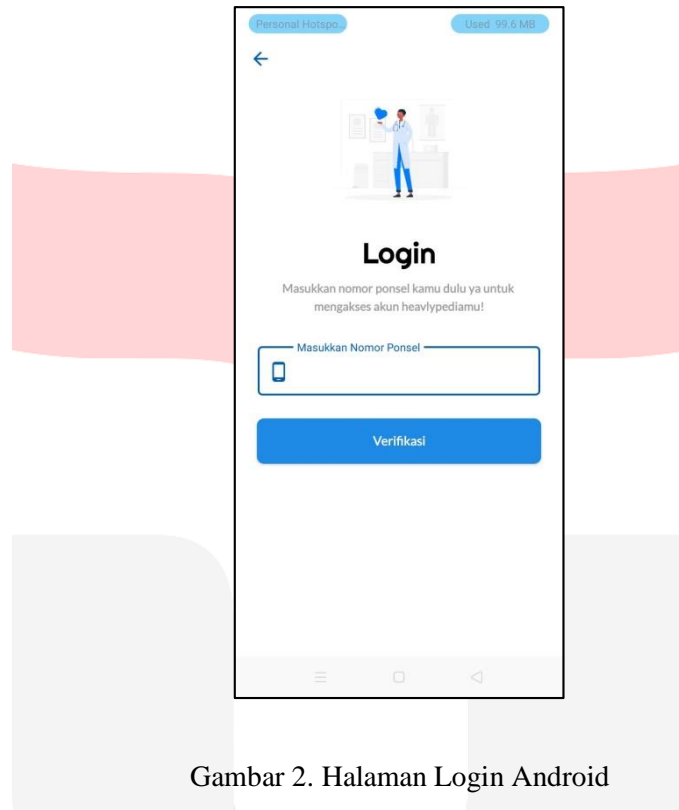 Personal Hotspo...
Used 99.6 MB
Login
Masukkan nomor ponsel kamu dulu ya untuk
mengakses akun heavlypediamu!
Masukkan Nomor Ponsel
Verifikasi
Gambar 2. Halaman Login Android